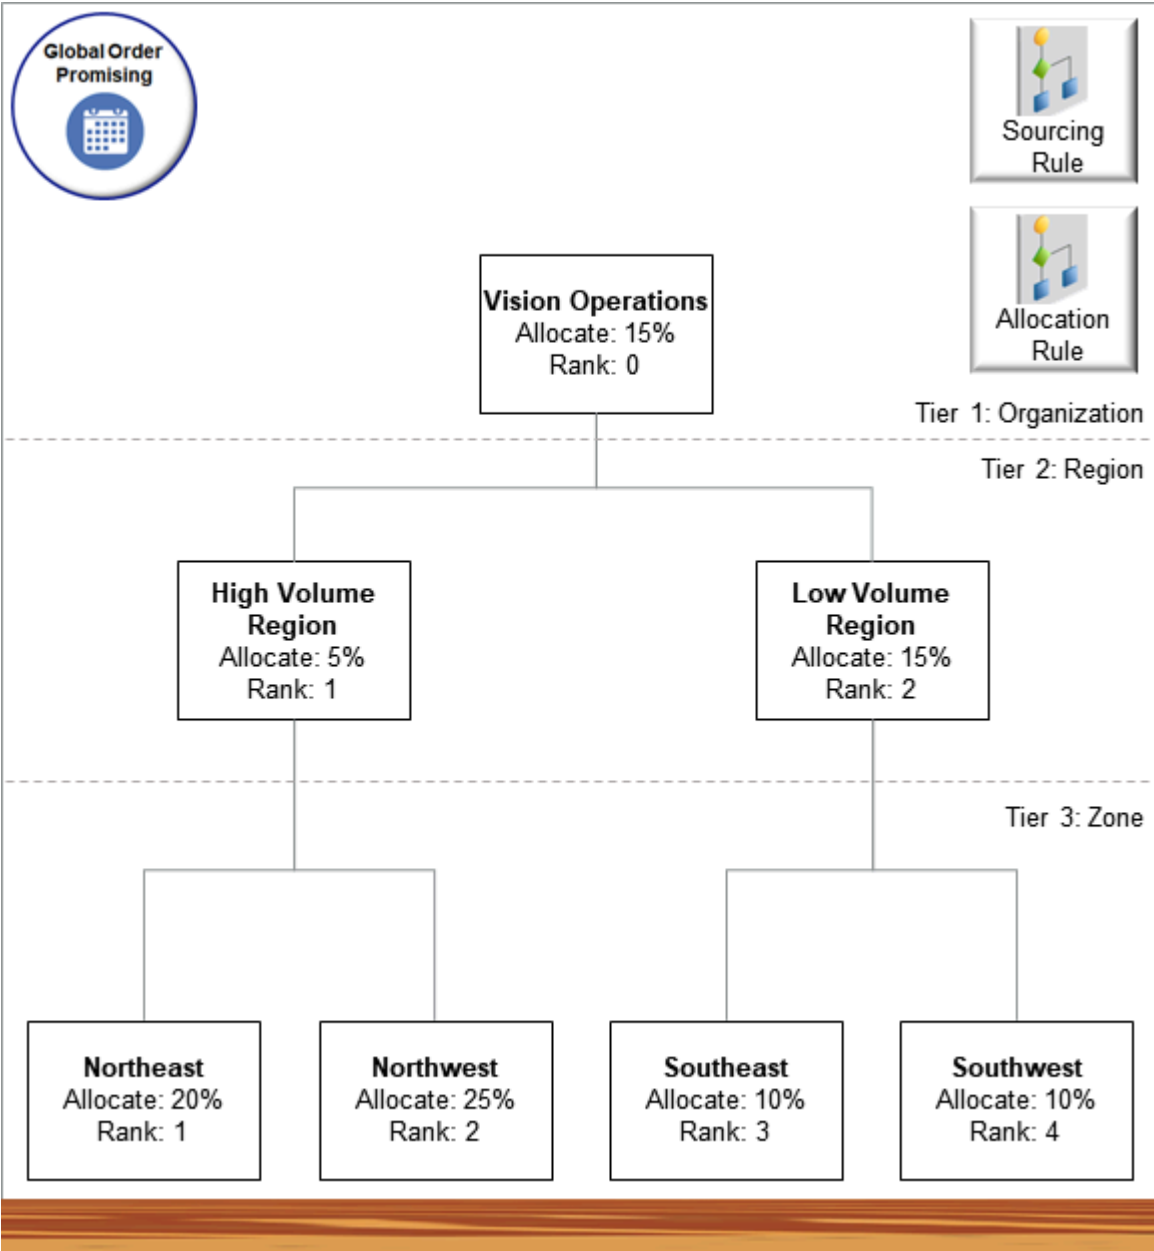 Global Order
Promising
Sourcing
Rule
Allocation
Rule
Vision Operations
Allocate: 15%
Rank: 0
Tier 1: Organization
Tier 2: Region
High Volume
Region
Allocate: 5%
Rank: 1
Low Volume
Region
Allocate: 15%
Rank: 2
Tier 3: Zone
Northeast
Allocate: 20%
Rank: 1
Northwest
Allocate: 25%
Rank: 2
Southeast
Allocate: 10%
Rank: 3
Southwest
Allocate: 10%
Rank: 4